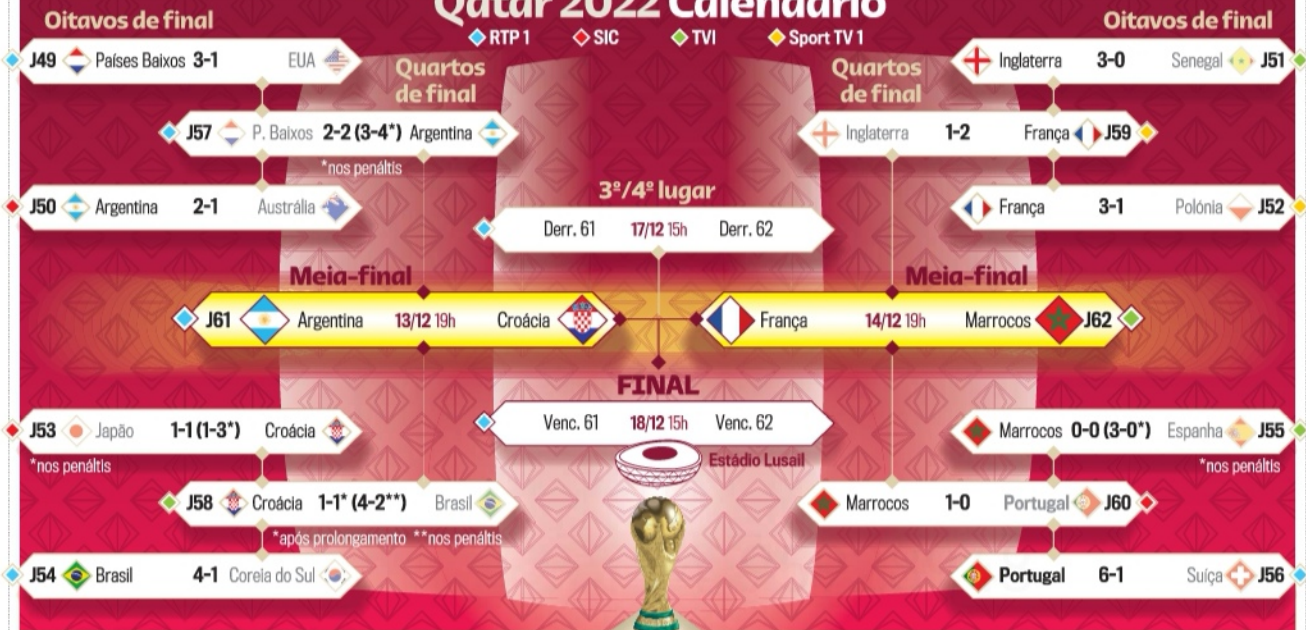 Qatar 2022 Calendário
RTP 1 SIC TVI Sport TV 1
Oitavos de final
J49 Países Baixos 3-1 EUA
Quartos
de final
J57 P. Baixos 2-2 (3-4*) Argentina
*nos penáltis
J50 Argentina 2-1 Austrália
Oitavos de final
Inglaterra 3-0 Senegal J51
Quartos
de final
Inglaterra 1-2 França J59
França 3-1 Polónia J52
3º/4º lugar
Derr. 61 17/12 15h Derr. 62
Meia-final
J61 Argentina 13/12 19h Croácia
Meia-final
França 14/12 19h Marrocos J62
FINAL
Venc. 61 18/12 15h Venc. 62
Estádio Lusail
J53 Japão 1-1 (1-3*) Croácia
*nos penáltis
J58 Croácia 1-1* (4-2**) Brasil
*após prolongamento **nos penáltis
J54 Brasil 4-1 Coreia do Sul
Marrocos 0-0 (3-0*) Espanha J55
*nos penáltis
Marrocos 1-0 Portugal J60
Portugal 6-1 Suíça J56